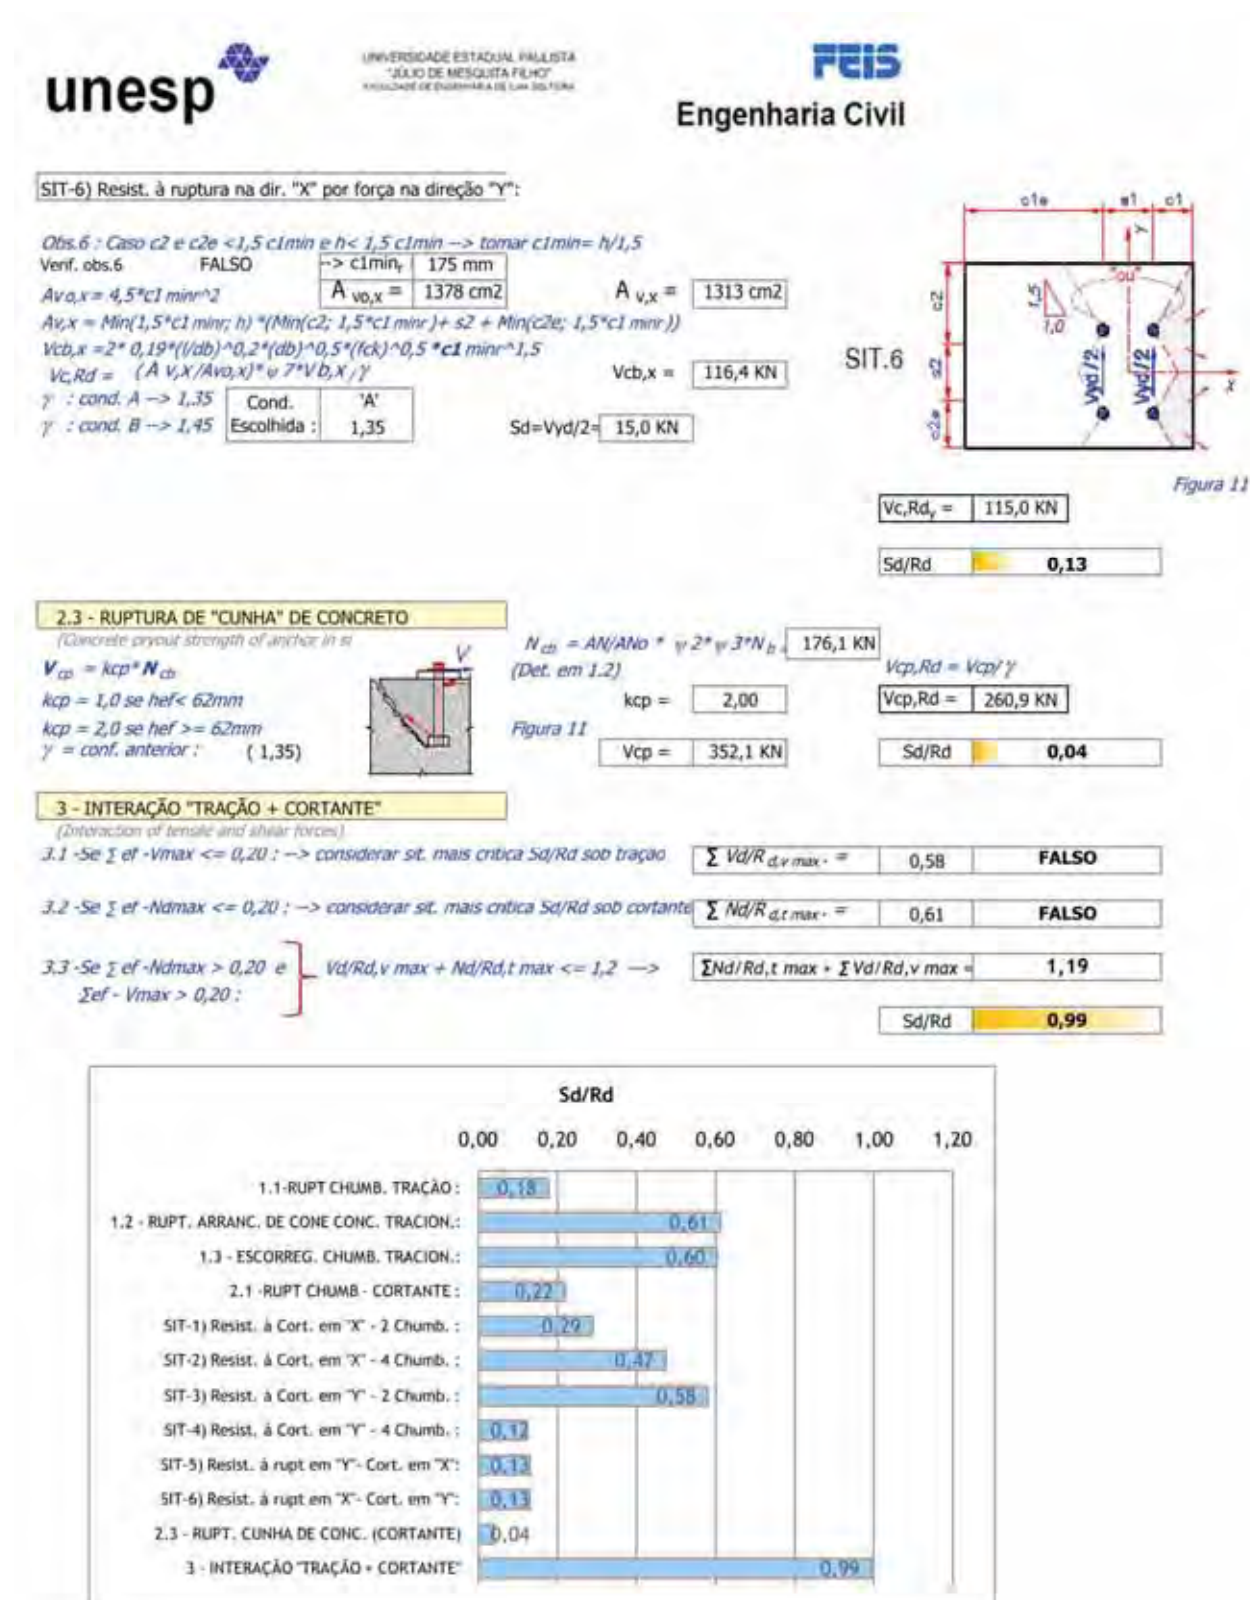 unesp
UNIVERSIDADE ESTADUAL PAULISTA
"JÚLIO DE MESQUITA FILHO"
FACULDADE DE ENGENHARIA DE ILHA SOLTEIRA
FEIS
Engenharia Civil
SIT-6) Resist. à ruptura na dir. "X" por força na direção "Y":
Obs.6 : Caso c2 e c2e <1,5 c1min e h< 1,5 c1min --> tomar c1min= h/1,5
Verif. obs.6 FALSO --> c1minr 175 mm
Avo,x= 4,5*c1 minr^2 A vo,x = 1378 cm2 A v,x = 1313 cm2
Av,x = Min(1,5*c1 minr; h) *(Min(c2; 1,5*c1 minr)+ s2 + Min(c2e; 1,5*c1 minr))
Vcb,x =2* 0,19*(l/db)^0,2*(db)^0,5*(fck)^0,5 *c1 minr^1,5
Vc,Rd = (A v,x/Avo,x)*ψ 7*Vb,x/γ Vcb,x = 116,4 KN
γ : cond. A --> 1,35 Cond. 'A'
γ : cond. B --> 1,45 Escolhida : 1,35 Sd=Vyd/2= 15,0 KN
c1e s1 c1
c2 s2 c2e
1,5
1,0
"ou"
Y
x
Vyd/2 Vyd/2
SIT.6
Figura 11
Vc,Rdy = 115,0 KN
Sd/Rd 0,13
2.3 - RUPTURA DE "CUNHA" DE CONCRETO
(Concrete pryout strength of anchor in s
V cp = kcp* N cb
kcp = 1,0 se hef< 62mm
kcp = 2,0 se hef >= 62mm
γ = conf. anterior : ( 1,35)
V
N cb = AN/ANo * ψ 2*ψ 3*N b 176,1 KN
(Det. em 1.2) Vcp,Rd = Vcp/γ
kcp = 2,00 Vcp,Rd = 260,9 KN
Figura 11
Vcp = 352,1 KN Sd/Rd 0,04
3 - INTERAÇÃO "TRAÇÃO + CORTANTE"
(Interaction of tensile and shear forces)
3.1 -Se ∑ ef -Vmax <= 0,20 : --> considerar sit. mais critica Sd/Rd sob tração ∑ Vd/R d,v max. = 0,58 FALSO
3.2 -Se ∑ ef -Ndmax <= 0,20 : --> considerar sit. mais critica Sd/Rd sob cortante ∑ Nd/R d,t max. = 0,61 FALSO
3.3 -Se ∑ ef -Ndmax > 0,20 e Vd/Rd,v max + Nd/Rd,t max <= 1,2 ---> ∑Nd/Rd,t max + ∑Vd/Rd,v max = 1,19
∑ef - Vmax > 0,20 :
Sd/Rd 0,99
Sd/Rd
0,00 0,20 0,40 0,60 0,80 1,00 1,20
1.1-RUPT CHUMB. TRAÇÃO : 0,18
1.2 - RUPT. ARRANC. DE CONE CONC. TRACION.: 0,61
1.3 - ESCORREG. CHUMB. TRACION.: 0,60
2.1 -RUPT CHUMB - CORTANTE : 0,22
SIT-1) Resist. à Cort. em "X" - 2 Chumb. : 0,29
SIT-2) Resist. à Cort. em "X" - 4 Chumb. : 0,47
SIT-3) Resist. à Cort. em "Y" - 2 Chumb. : 0,58
SIT-4) Resist. à Cort. em "Y" - 4 Chumb. : 0,12
SIT-5) Resist. à rupt em "Y"- Cort. em "X": 0,13
SIT-6) Resist. à rupt em "X"- Cort. em "Y": 0,13
2.3 - RUPT. CUNHA DE CONC. (CORTANTE) 0,04
3 - INTERAÇÃO "TRAÇÃO + CORTANTE" 0,99